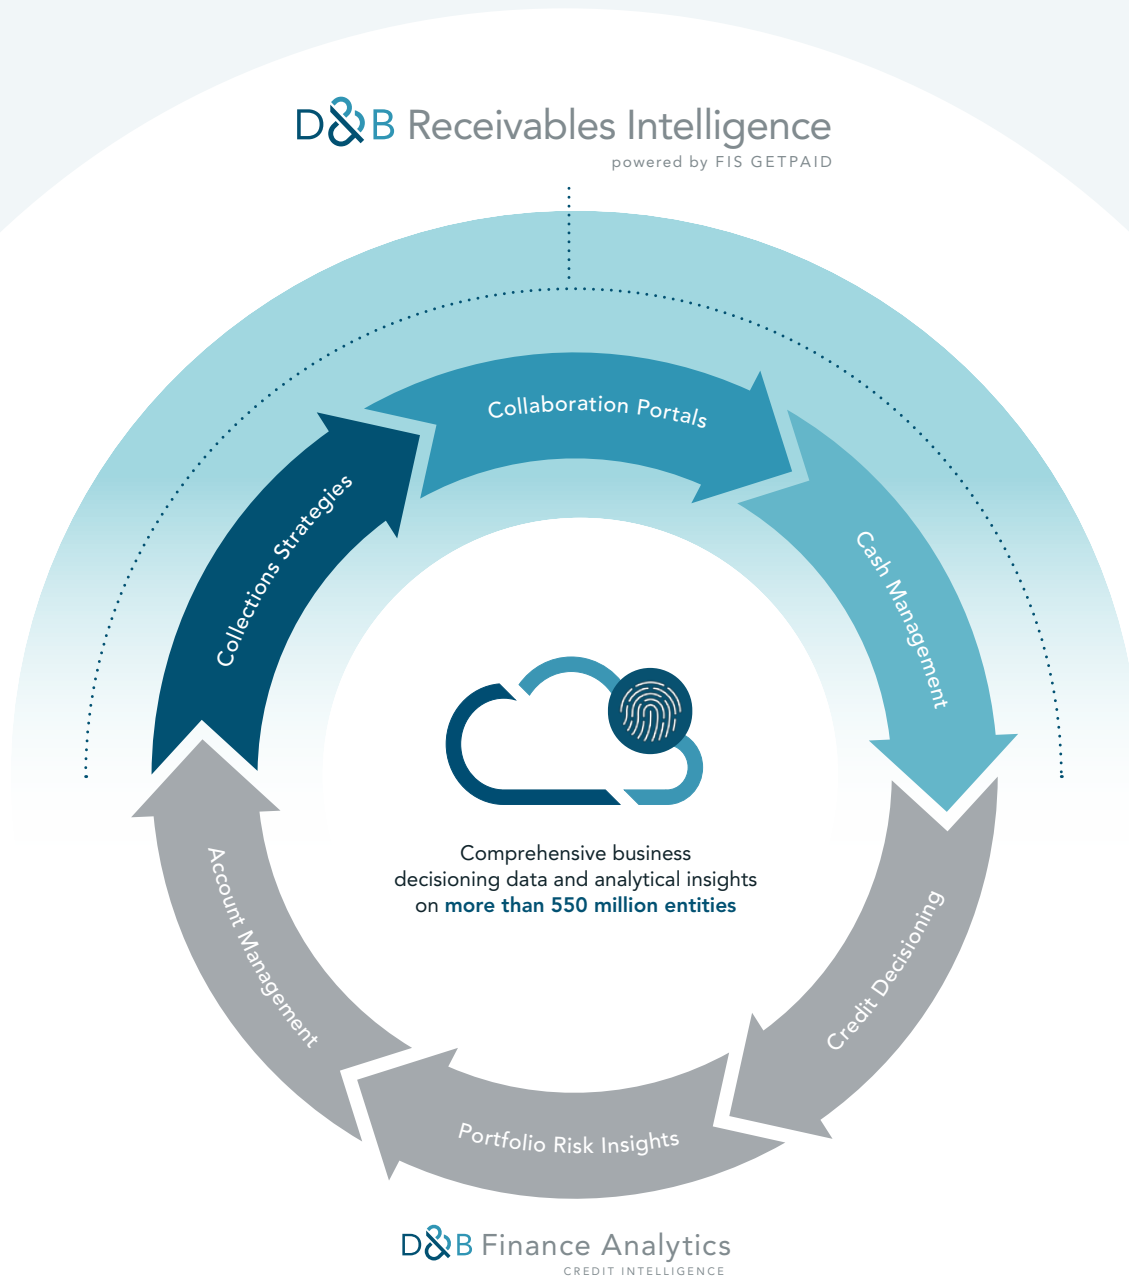 D&B Receivables Intelligence
powered by FIS GETPAID
Collaboration Portals
Collections Strategies
Cash Management
Comprehensive business
decisioning data and analytical insights
on more than 550 million entities
Account Management
Credit Decisioning
Portfolio Risk Insights
D&B Finance Analytics
CREDIT INTELLIGENCE